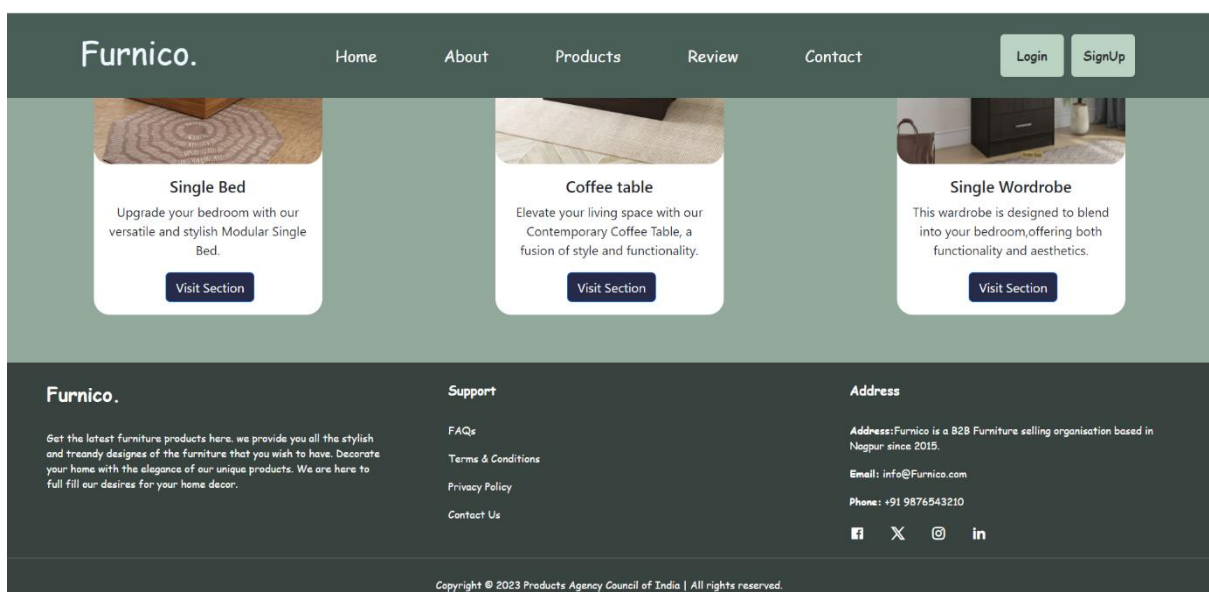 Furnico.
Home
About
Products
Review
Contact
Login
SignUp
Single Bed
Upgrade your bedroom with our
versatile and stylish Modular Single
Bed.
Visit Section
Coffee table
Elevate your living space with our
Contemporary Coffee Table, a
fusion of style and functionality.
Visit Section
Single Wordrobe
This wardrobe is designed to blend
into your bedroom,offering both
functionality and aesthetics.
Visit Section
Furnico.
Get the latest furniture products here. we provide you all the stylish
and treandy designes of the furniture that you wish to have. Decorate
your home with the elegance of our unique products. We are here to
full fill our desires for your home decor.
Support
FAQs
Terms & Conditions
Privacy Policy
Contact Us
Address
Address:Furnico is a B2B Furniture selling organisation based in
Nagpur since 2015.
Email: info@Furnico.com
Phone: +91 9876543210
Copyright © 2023 Products Agency Council of India | All rights reserved.